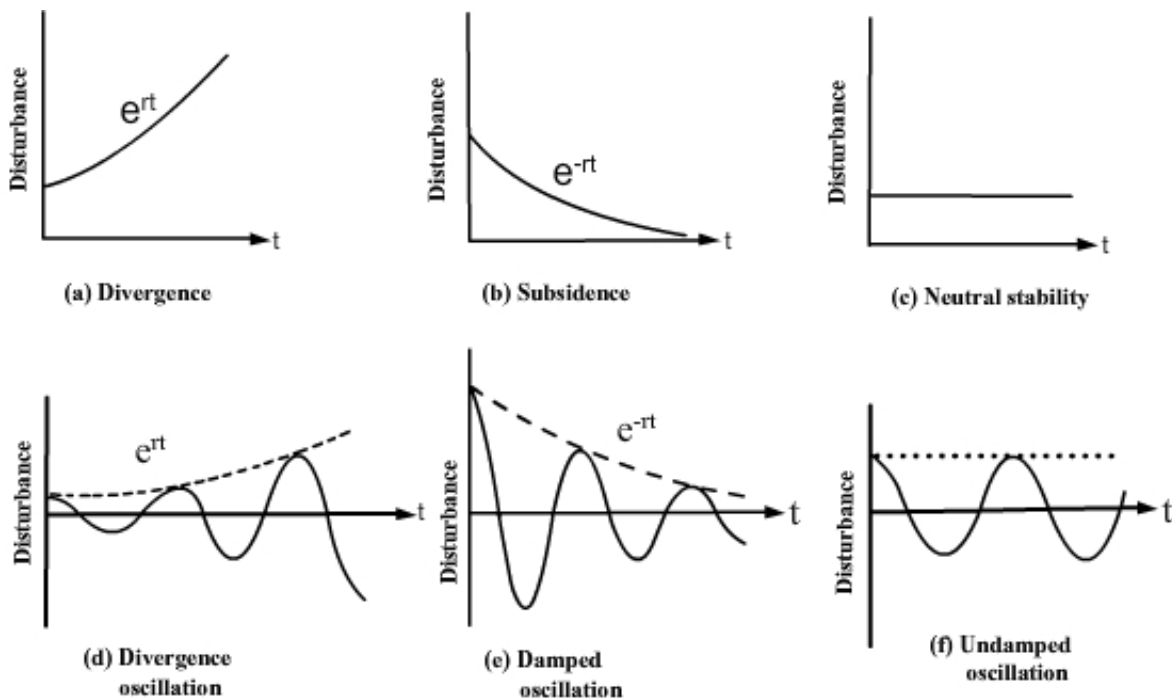 Disturbance
e^rt
t
(a) Divergence
Disturbance
e^-rt
t
(b) Subsidence
Disturbance
t
(c) Neutral stability
Disturbance
e^rt
t
(d) Divergence
oscillation
Disturbance
e^-rt
t
(e) Damped
oscillation
Disturbance
t
(f) Undamped
oscillation